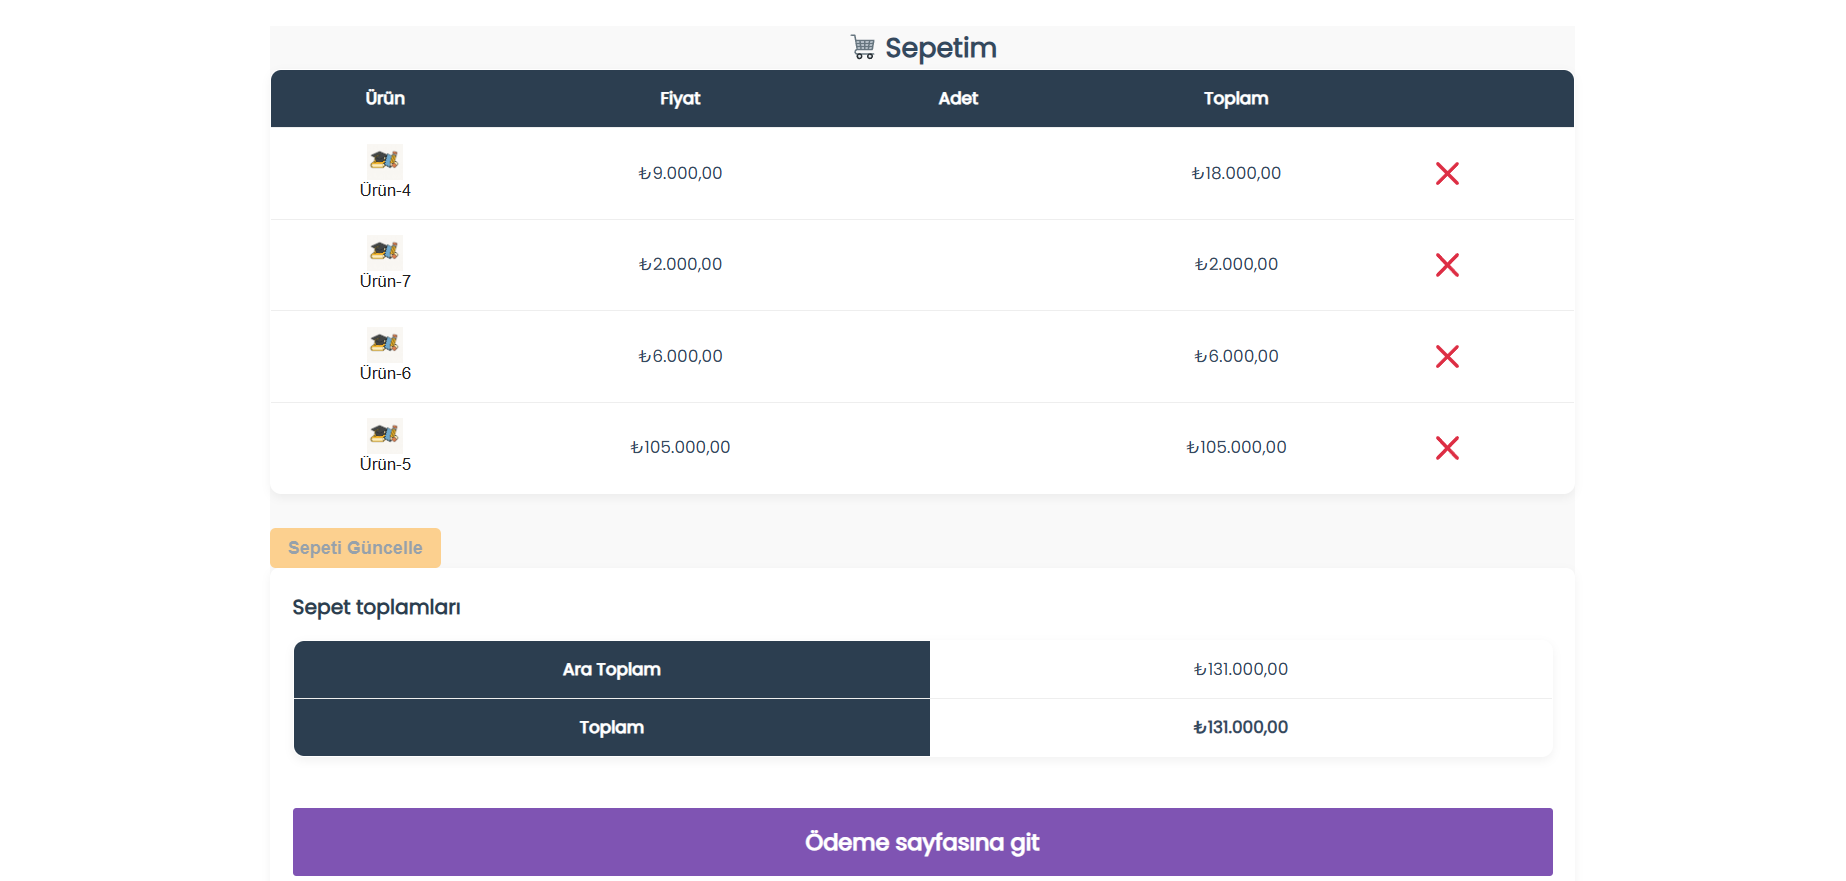 Sepetim
Ürün Fiyat Adet Toplam
Ürün-4 ₺9.000,00 ₺18.000,00
Ürün-7 ₺2.000,00 ₺2.000,00
Ürün-6 ₺6.000,00 ₺6.000,00
Ürün-5 ₺105.000,00 ₺105.000,00
Sepeti Güncelle
Sepet toplamları
Ara Toplam ₺131.000,00
Toplam ₺131.000,00
Ödeme sayfasına git